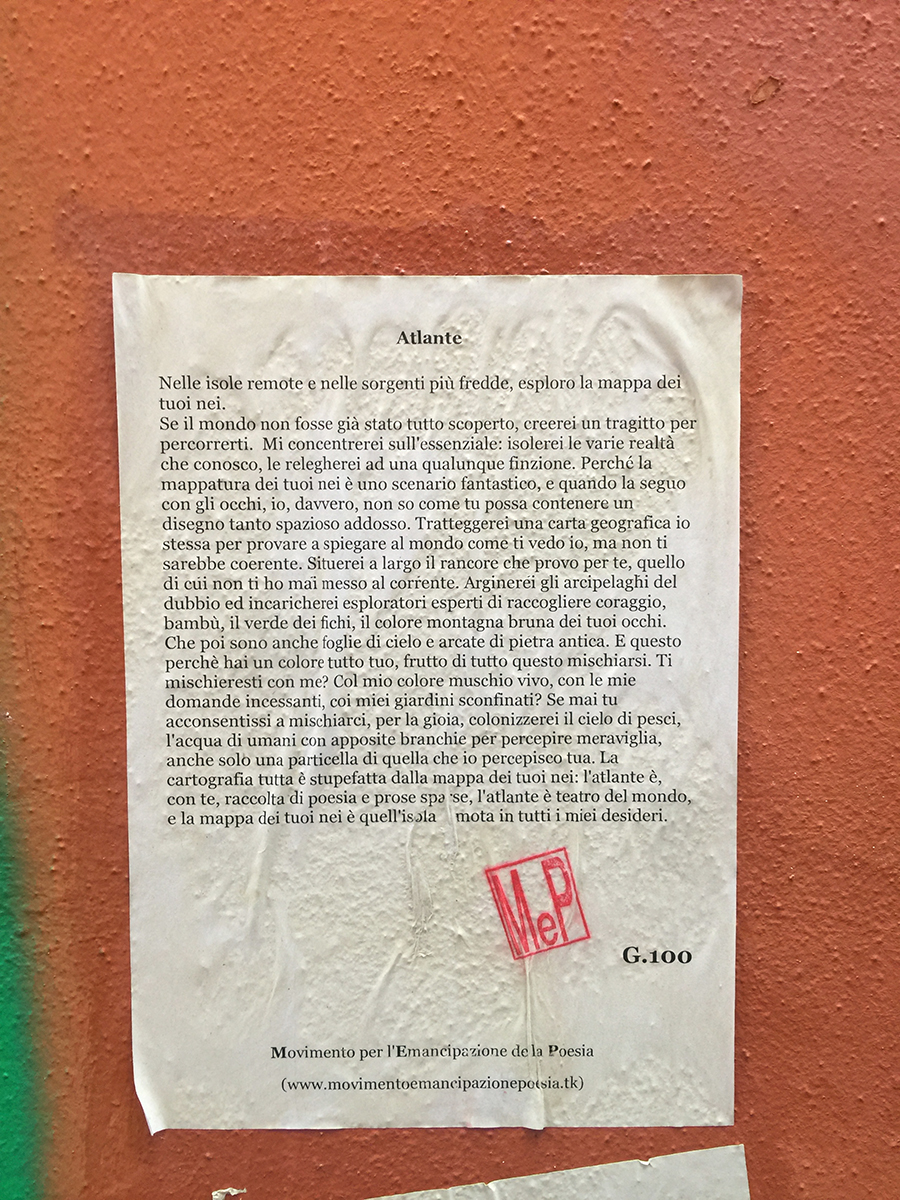 Atlante
Nelle isole remote e nelle sorgenti più fredde, esploro la mappa dei
tuoi nei.
Se il mondo non fosse già stato tutto scoperto, creerei un tragitto per
percorrerti. Mi concentrerei sull'essenziale: isolerei le varie realtà
che conosco, le relegherei ad una qualunque finzione. Perché la
mappatura dei tuoi nei è uno scenario fantastico, e quando la seguo
con gli occhi, io, davvero, non so come tu possa contenere un
disegno tanto spazioso addosso. Tratteggerei una carta geografica io
stessa per provare a spiegare al mondo come ti vedo io, ma non ti
sarebbe coerente. Situerei a largo il rancore che provo per te, quello
di cui non ti ho mai messo al corrente. Arginerei gli arcipelaghi del
dubbio ed incaricherei esploratori esperti di raccogliere coraggio,
bambù, il verde dei fichi, il colore montagna bruna dei tuoi occhi.
Che poi sono anche foglie di cielo e arcate di pietra antica. E questo
perchè hai un colore tutto tuo, frutto di tutto questo mischiarsi. Ti
mischieresti con me? Col mio colore muschio vivo, con le mie
domande incessanti, coi miei giardini sconfinati? Se mai tu
acconsentissi a mischiarci, per la gioia, colonizzerei il cielo di pesci,
l'acqua di umani con apposite branchie per percepire meraviglia,
anche solo una particella di quella che io percepisco tua. La
cartografia tutta è stupefatta dalla mappa dei tuoi nei: l'atlante è,
con te, raccolta di poesia e prose sparse, l'atlante è teatro del mondo,
e la mappa dei tuoi nei è quell'isola mota in tutti i miei desideri.
MeP
G.100
Movimento per l'Emancipazione della Poesia
(www.movimentoemancipazionepoesia.tk)